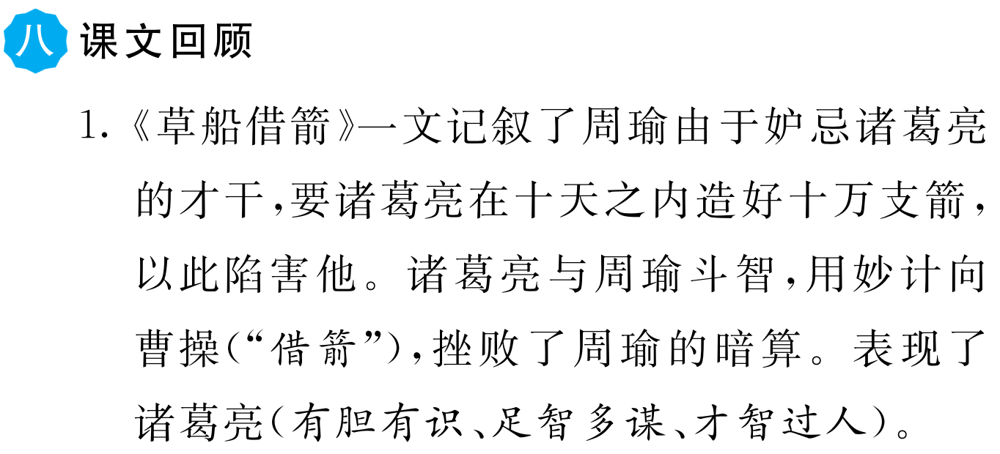 八 课文回顾
1.《草船借箭》一文记叙了周瑜由于妒忌诸葛亮
的才干,要诸葛亮在十天之内造好十万支箭,
以此陷害他。诸葛亮与周瑜斗智,用妙计向
曹操(“借箭”),挫败了周瑜的暗算。表现了
诸葛亮(有胆有识、足智多谋、才智过人)。